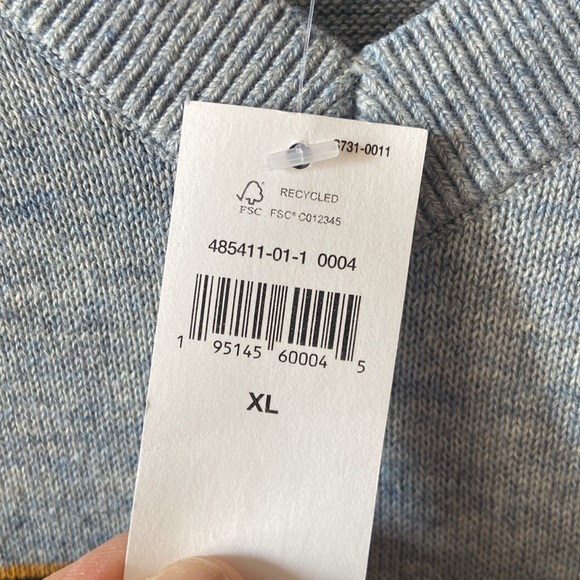 731-0011
RECYCLED
FSC FSC® C012345
485411-01-1 0004
1 95145 60004 5
XL